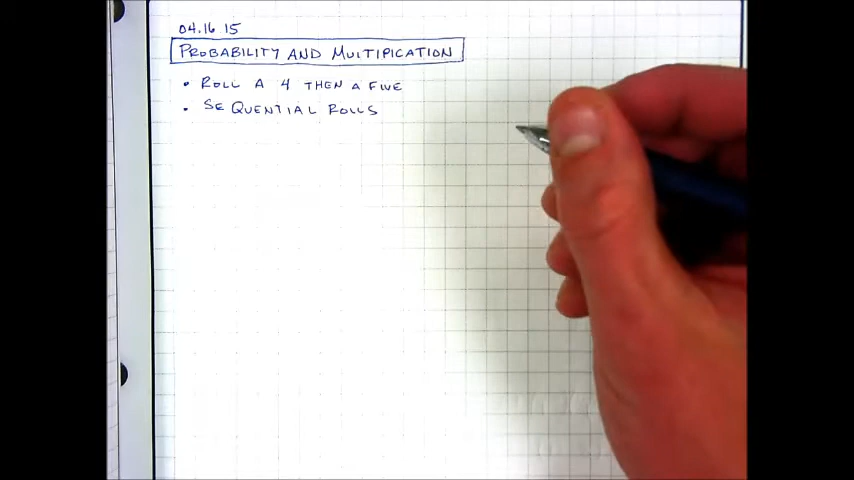 04.16.15
PROBABILITY AND MULTIPICATION
• ROLL A 4 THEN A FIVE
• SEQUENTIAL ROLLS